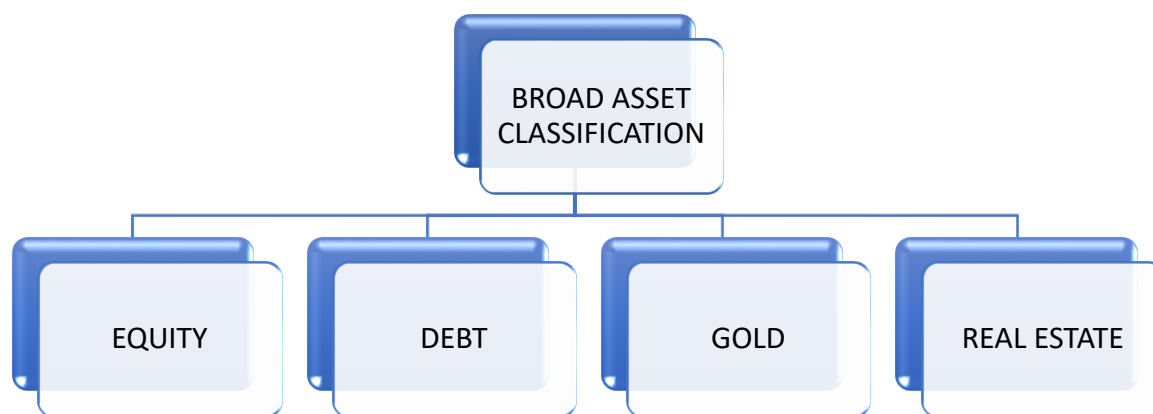 BROAD ASSET
CLASSIFICATION
EQUITY
DEBT
GOLD
REAL ESTATE